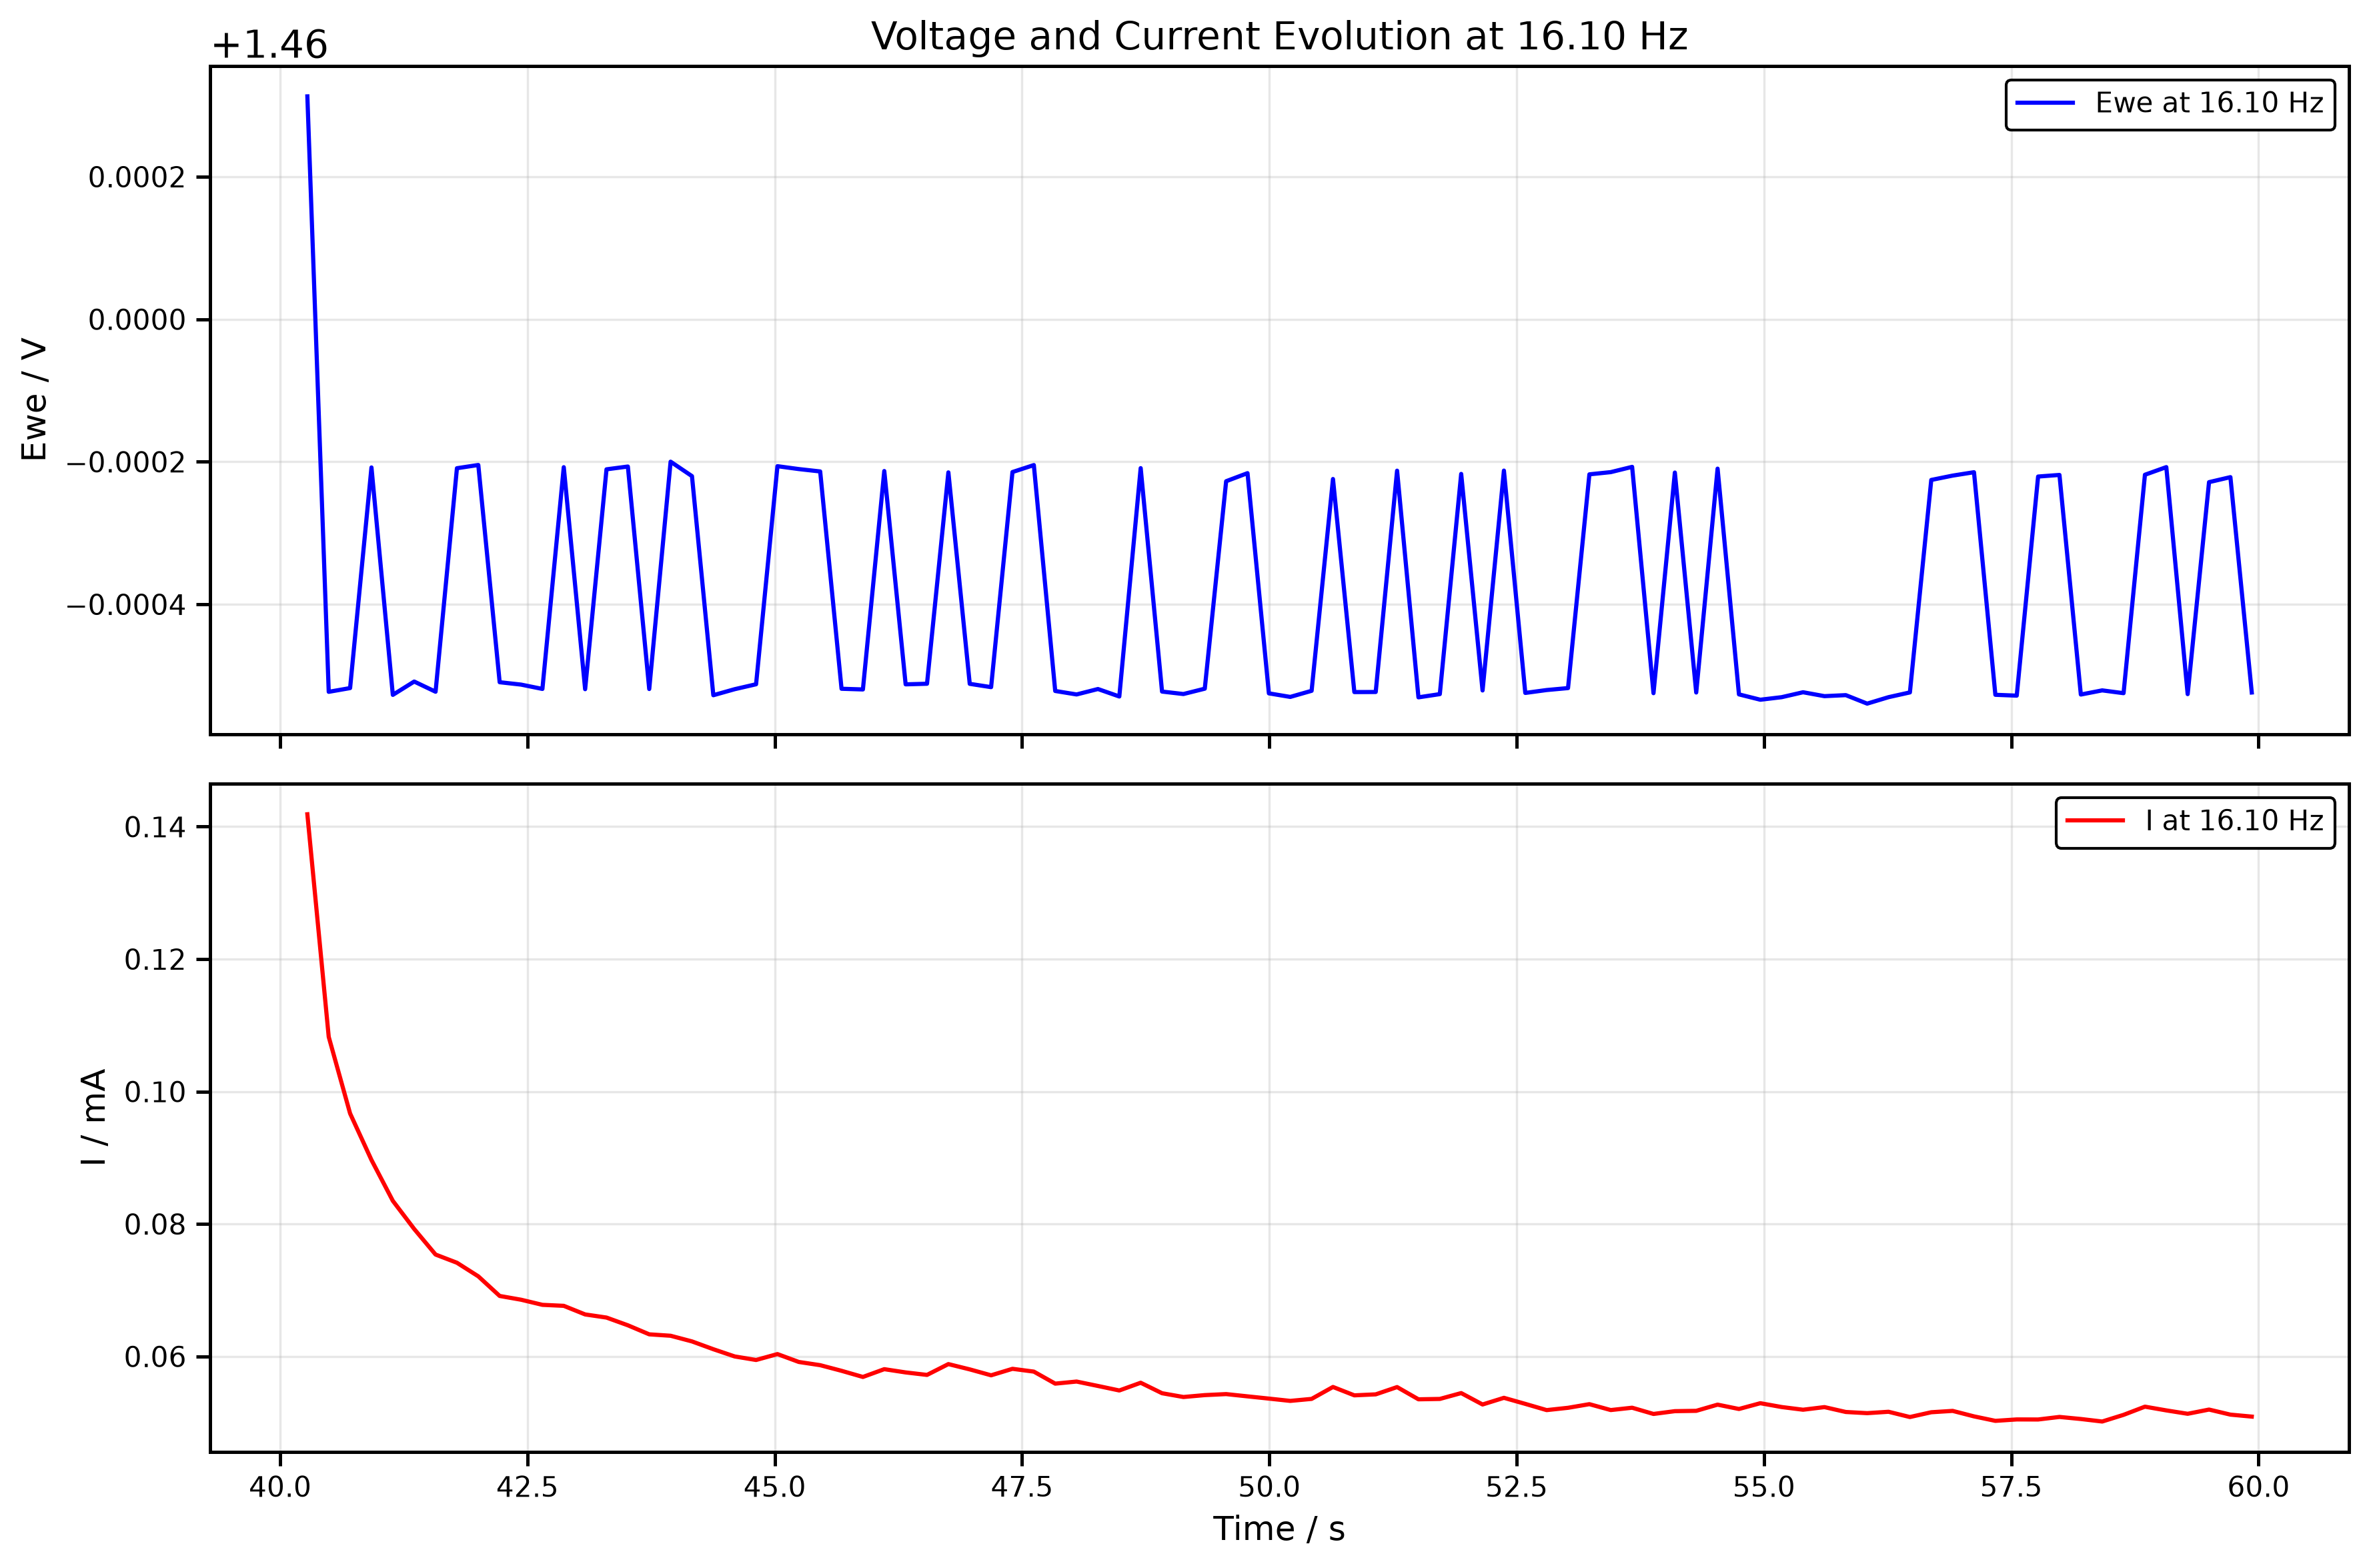 Voltage and Current Evolution at 16.10 Hz
+1.46
Ewe at 16.10 Hz
0.0002
0.0000
−0.0002
−0.0004
Ewe / V
I at 16.10 Hz
0.14
0.12
0.10
0.08
0.06
I / mA
40.0 42.5 45.0 47.5 50.0 52.5 55.0 57.5 60.0
Time / s